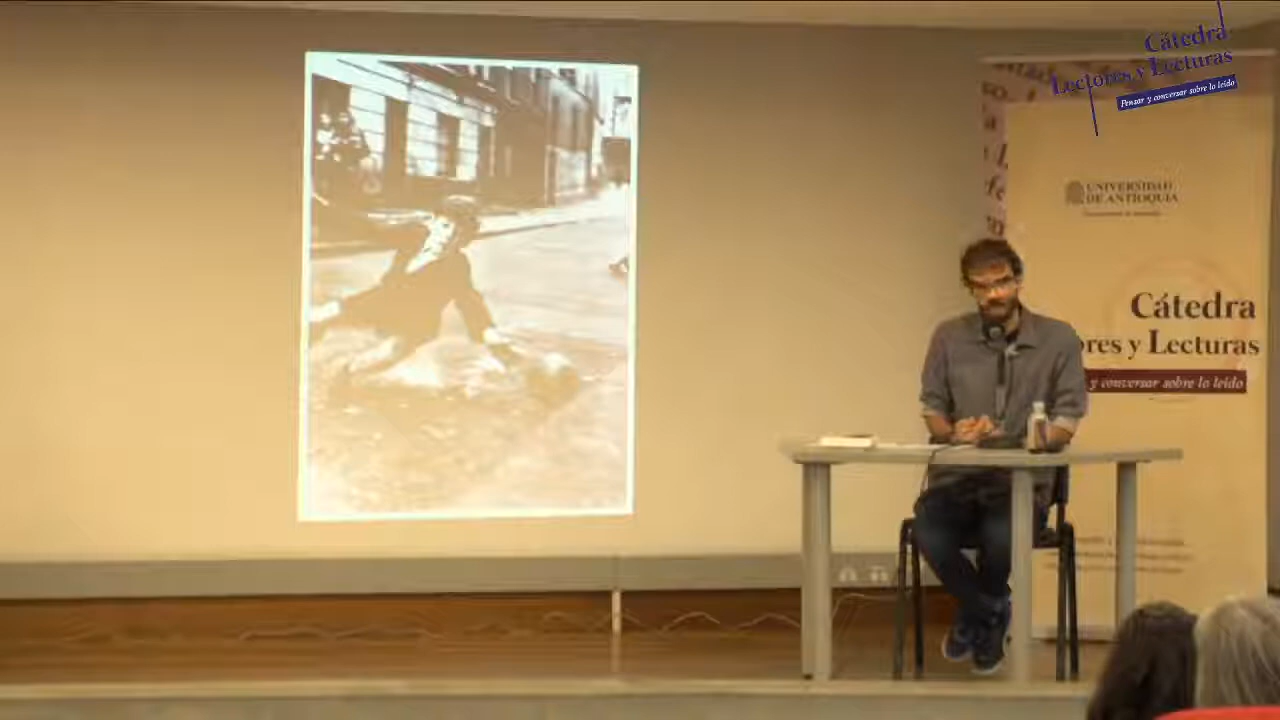 Cátedra
Lectores y Lecturas
Pensar y conversar sobre lo leído
UNIVERSIDAD
DE ANTIOQUIA
Cátedra
ores y Lecturas
y conversar sobre lo leído